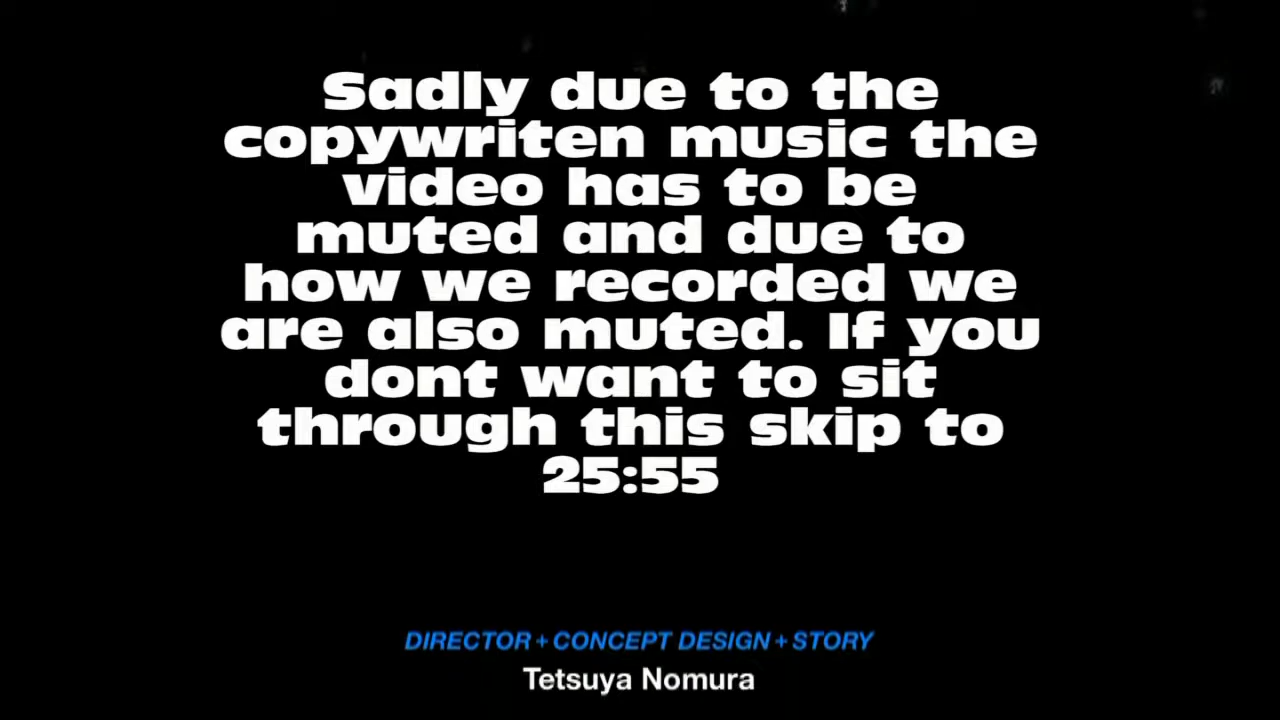 Sadly due to the
copywriten music the
video has to be
muted and due to
how we recorded we
are also muted. If you
dont want to sit
through this skip to
25:55
DIRECTOR + CONCEPT DESIGN + STORY
Tetsuya Nomura